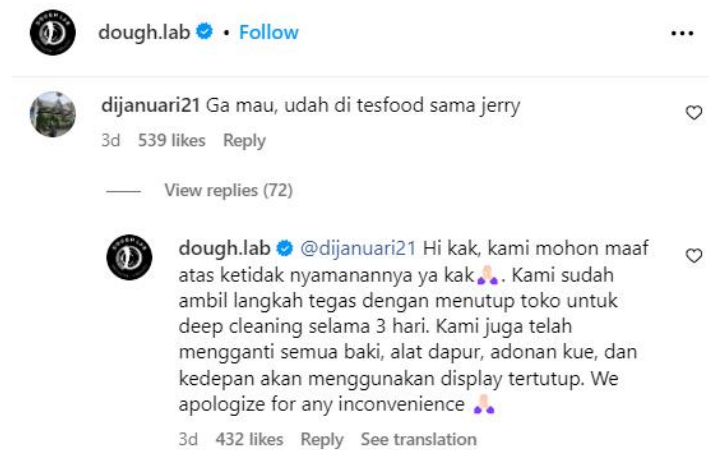 dough.lab • Follow
dijanuari21 Ga mau, udah di tesfood sama jerry
3d 539 likes Reply
View replies (72)
dough.lab @dijanuari21 Hi kak, kami mohon maaf
atas ketidak nyamanannya ya kak🙏🏻. Kami sudah
ambil langkah tegas dengan menutup toko untuk
deep cleaning selama 3 hari. Kami juga telah
mengganti semua baki, alat dapur, adonan kue, dan
kedepan akan menggunakan display tertutup. We
apologize for any inconvenience 🙏🏻
3d 432 likes Reply See translation